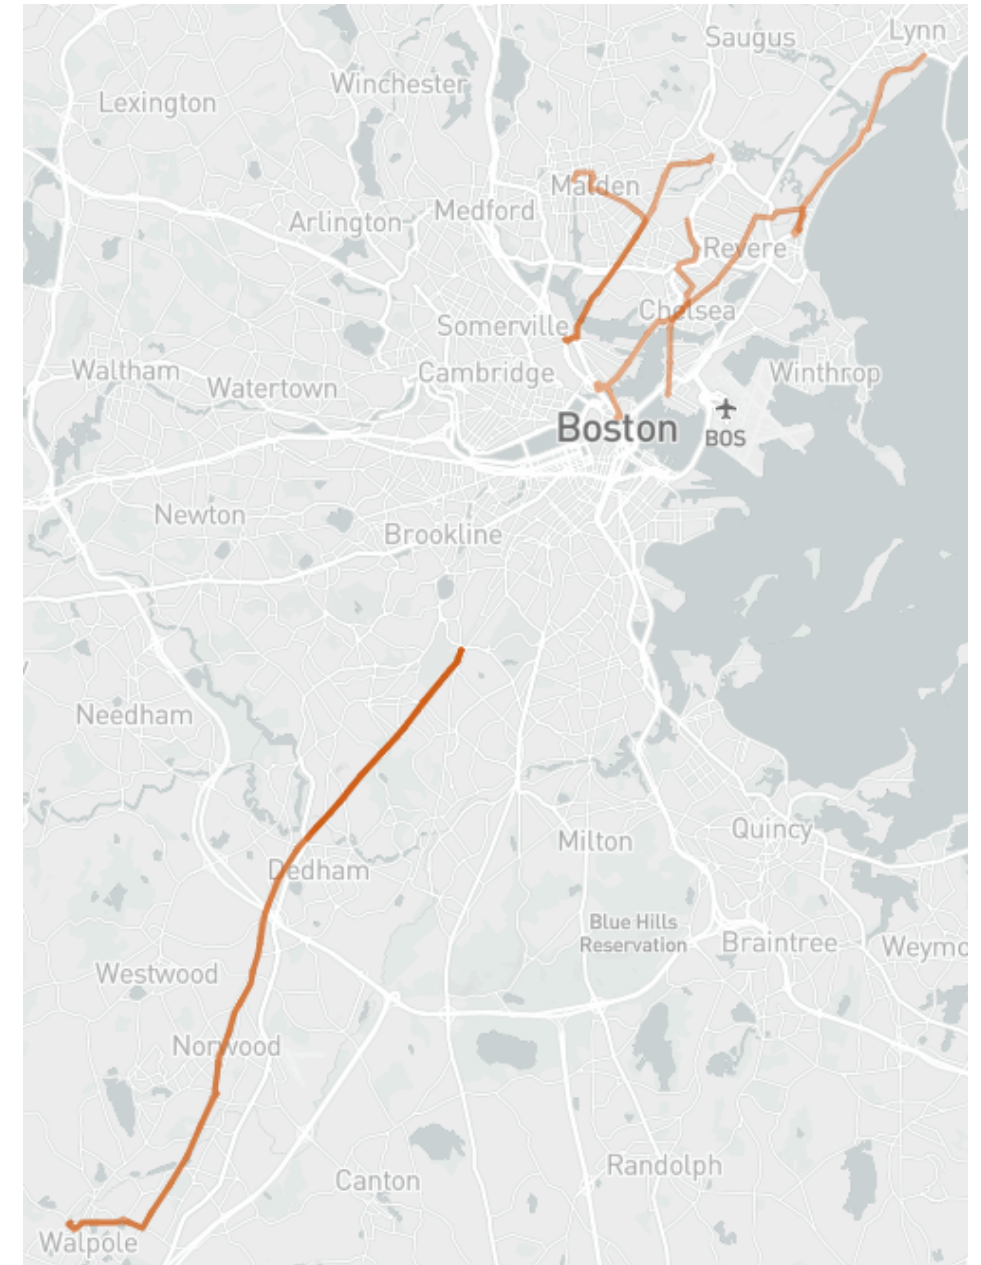 Lynn
Saugus
Winchester
Lexington
Malden
Medford
Arlington
Revere
Chelsea
Somerville
Waltham
Cambridge
Winthrop
Watertown
Boston
BOS
Newton
Brookline
Needham
Quincy
Milton
Dedham
Blue Hills
Reservation
Braintree
Weymo
Westwood
Norwood
Randolph
Canton
Walpole